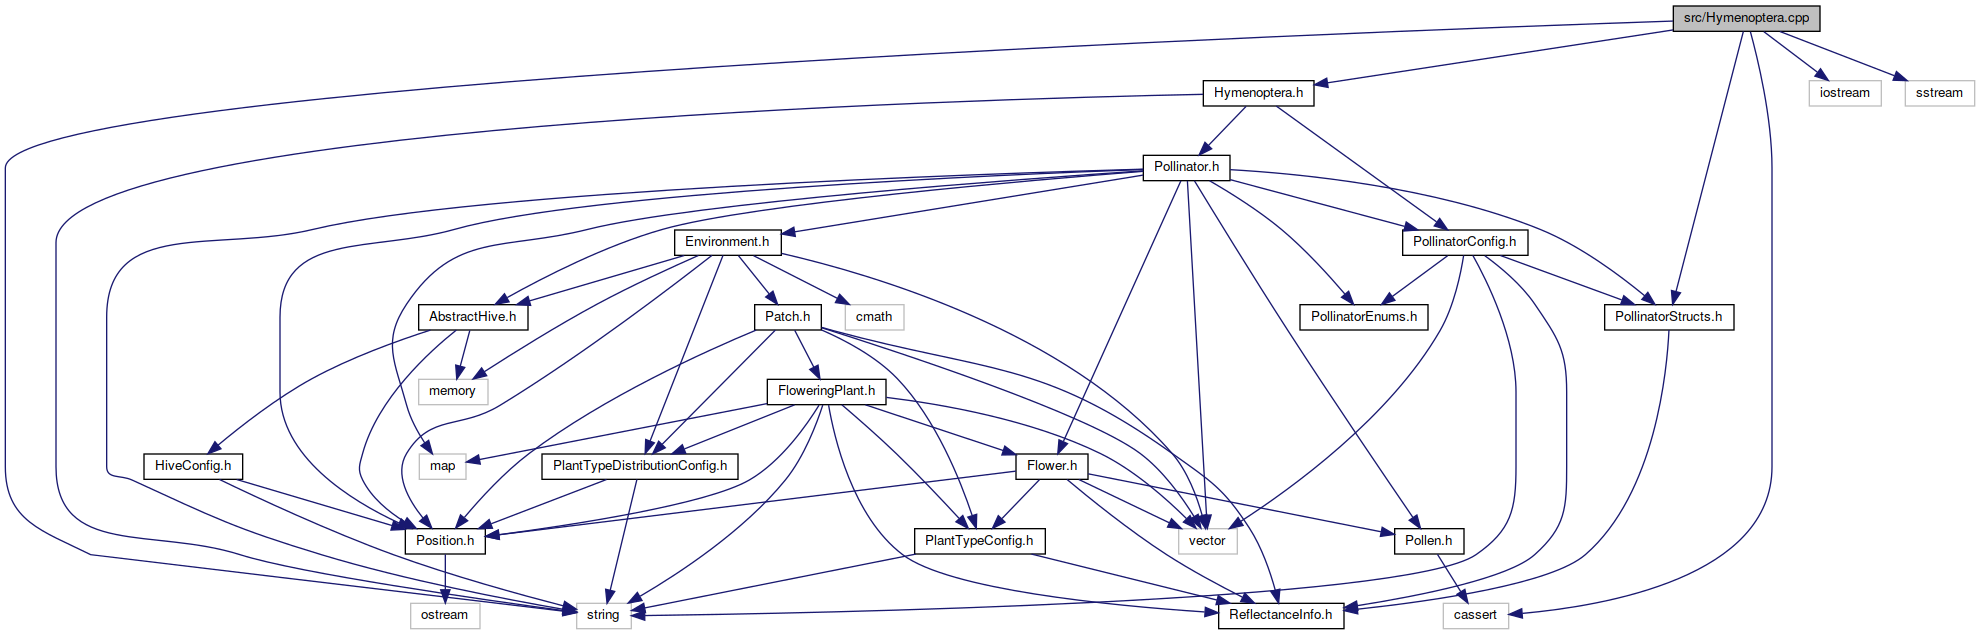 src/Hymenoptera.cpp
Hymenoptera.h
iostream
sstream
Pollinator.h
Environment.h
PollinatorConfig.h
AbstractHive.h
Patch.h
cmath
PollinatorEnums.h
PollinatorStructs.h
memory
FloweringPlant.h
HiveConfig.h
map
PlantTypeDistributionConfig.h
Flower.h
Position.h
PlantTypeConfig.h
vector
Pollen.h
ostream
string
ReflectanceInfo.h
cassert